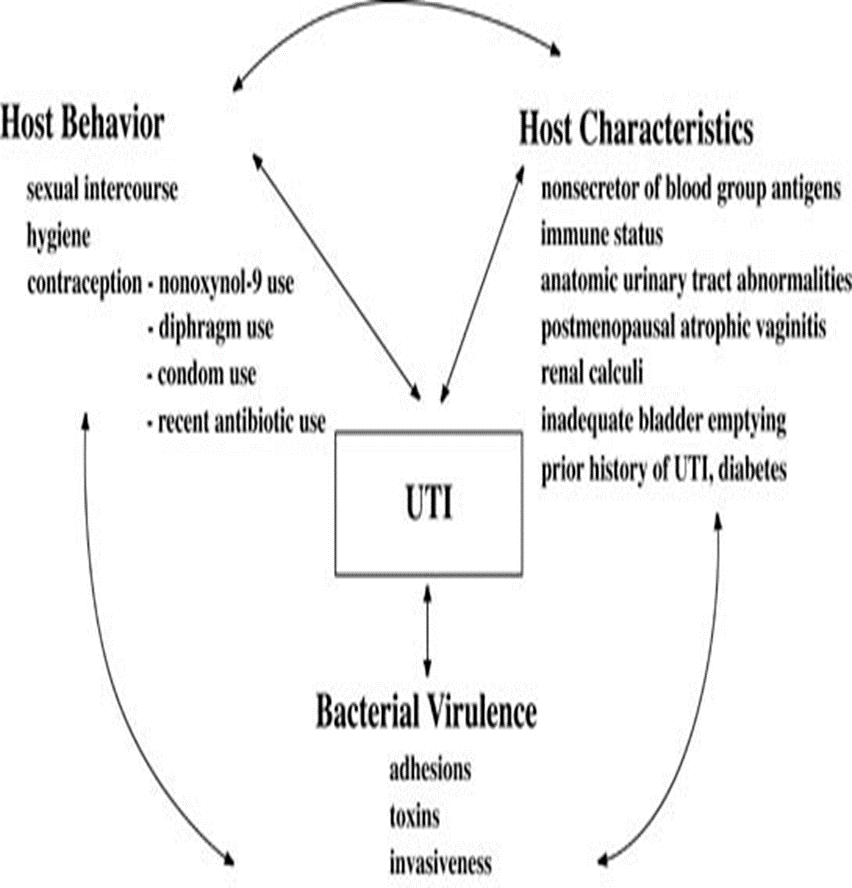 Host Behavior
sexual intercourse
hygiene
contraception - nonoxynol-9 use
- diphragm use
- condom use
- recent antibiotic use
Host Characteristics
nonsecretor of blood group antigens
immune status
anatomic urinary tract abnormalities
postmenopausal atrophic vaginitis
renal calculi
inadequate bladder emptying
prior history of UTI, diabetes
UTI
Bacterial Virulence
adhesions
toxins
invasiveness